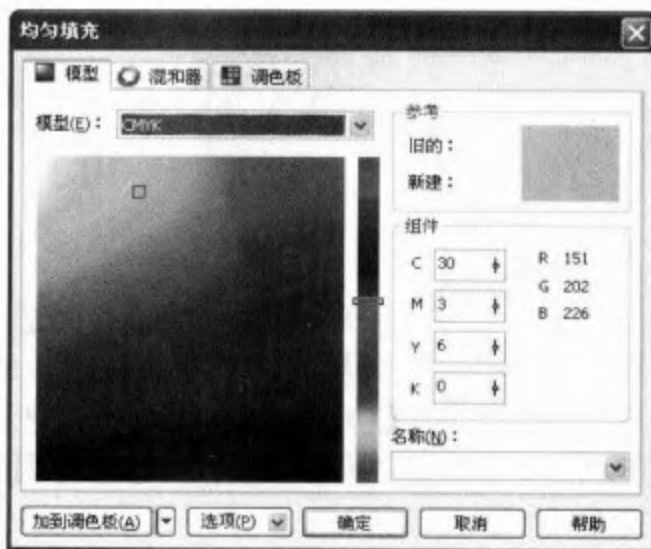 均匀填充
模型 混和器 调色板
模型(E)： CMYK
参考
旧的：
新建：
组件
C 30 R 151
G 202
M 3 B 226
Y 6
K 0
名称(N)：
加到调色板(A) 选项(P) 确定 取消 帮助